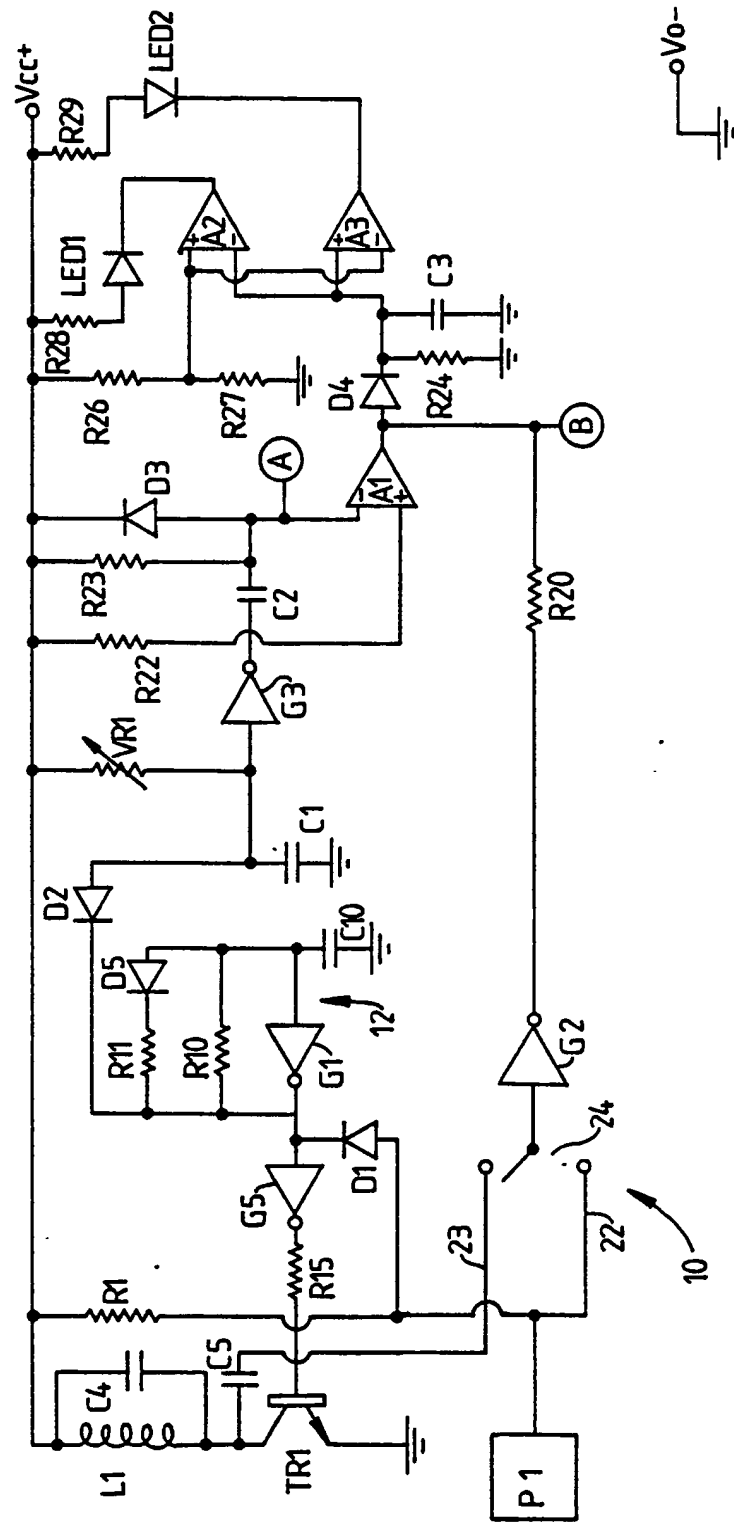 Vcc+
R29
LED2
R28
LED1
R26
R27
A2
+
−
A3
+
−
Vo-
D3
A
R23
R22
C2
G3
VR1
D4
R24
C3
A1
−
+
B
R20
D2
C1
D5
R11
R10
C10
12
G1
G5
D1
R15
R1
C4
L1
C5
TR1
G2
24
23
22
10
P1